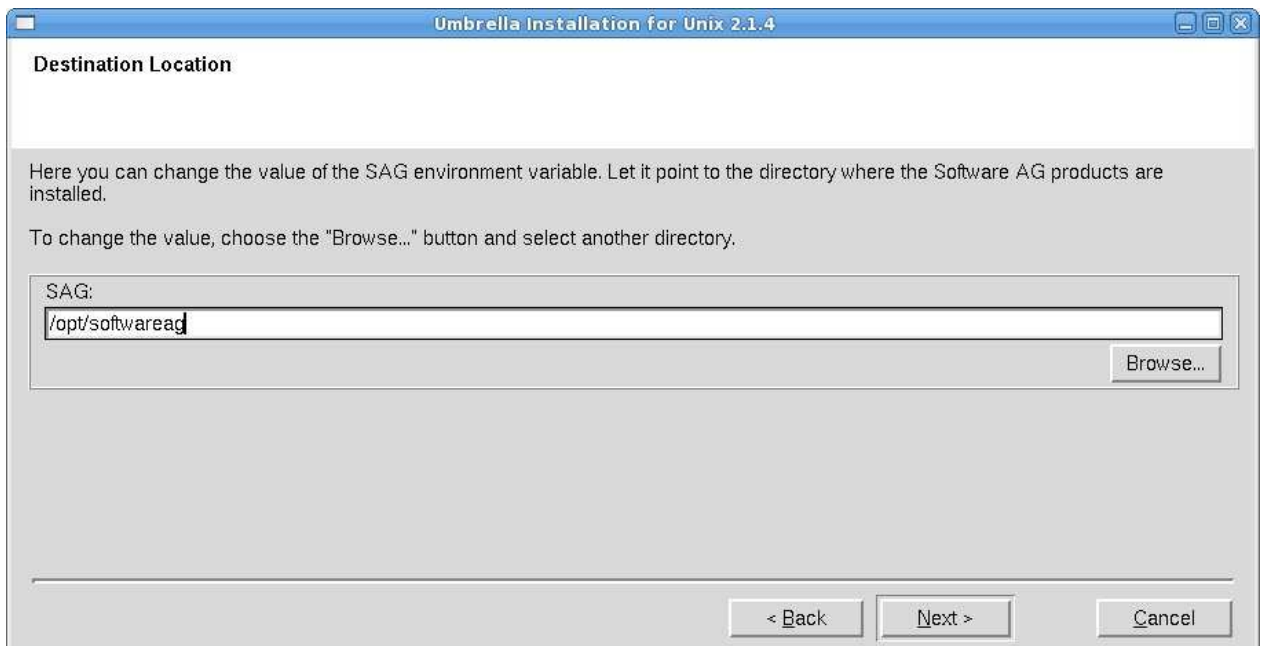 Umbrella Installation for Unix 2.1.4
Destination Location
Here you can change the value of the SAG environment variable. Let it point to the directory where the Software AG products are
installed.
To change the value, choose the "Browse..." button and select another directory.
SAG:
/opt/softwareag
Browse...
< Back
Next >
Cancel